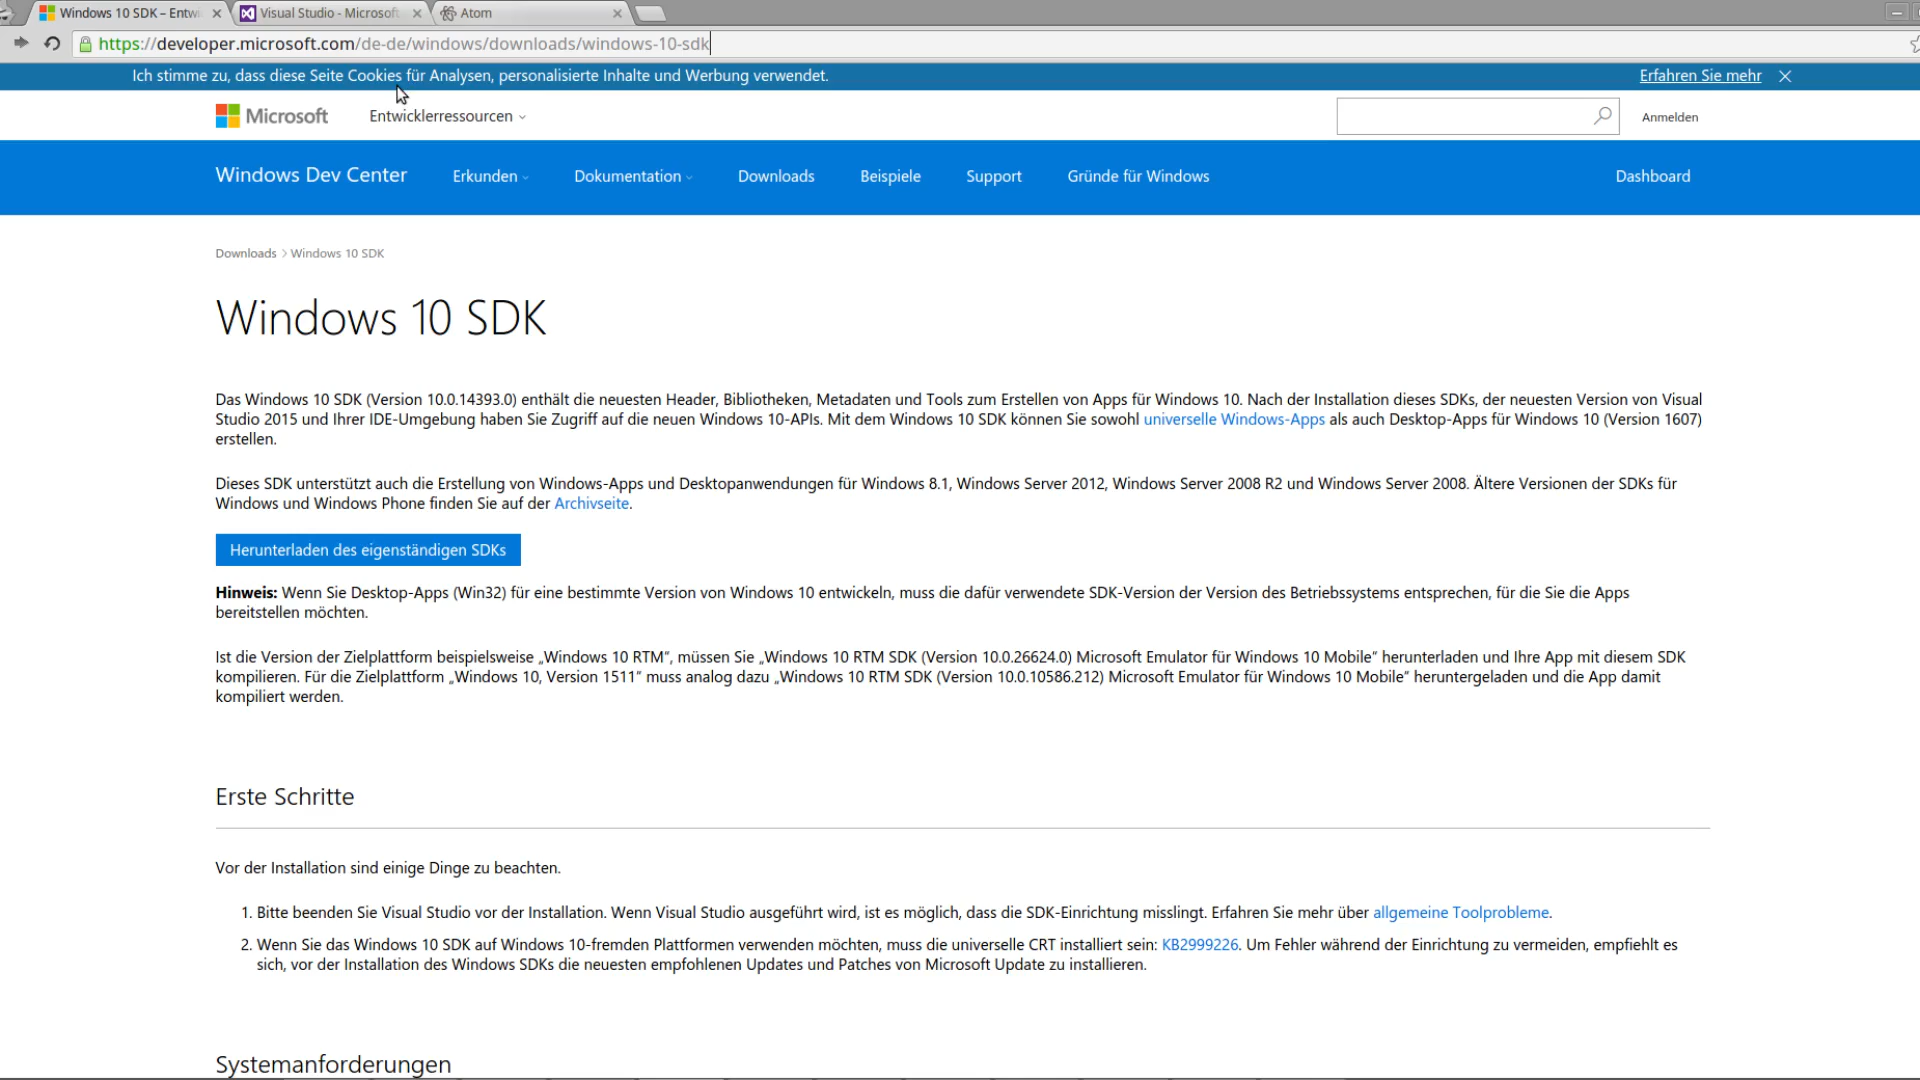 Windows 10 SDK – Entwi
Visual Studio - Microsoft
Atom
https://developer.microsoft.com/de-de/windows/downloads/windows-10-sdk
Ich stimme zu, dass diese Seite Cookies für Analysen, personalisierte Inhalte und Werbung verwendet.
Erfahren Sie mehr
Microsoft
Entwicklerressourcen
Anmelden
Windows Dev Center
Erkunden
Dokumentation
Downloads
Beispiele
Support
Gründe für Windows
Dashboard
Downloads > Windows 10 SDK
Windows 10 SDK
Das Windows 10 SDK (Version 10.0.14393.0) enthält die neuesten Header, Bibliotheken, Metadaten und Tools zum Erstellen von Apps für Windows 10. Nach der Installation dieses SDKs, der neuesten Version von Visual
Studio 2015 und Ihrer IDE-Umgebung haben Sie Zugriff auf die neuen Windows 10-APIs. Mit dem Windows 10 SDK können Sie sowohl universelle Windows-Apps als auch Desktop-Apps für Windows 10 (Version 1607)
erstellen.
Dieses SDK unterstützt auch die Erstellung von Windows-Apps und Desktopanwendungen für Windows 8.1, Windows Server 2012, Windows Server 2008 R2 und Windows Server 2008. Ältere Versionen der SDKs für
Windows und Windows Phone finden Sie auf der Archivseite.
Herunterladen des eigenständigen SDKs
Hinweis: Wenn Sie Desktop-Apps (Win32) für eine bestimmte Version von Windows 10 entwickeln, muss die dafür verwendete SDK-Version der Version des Betriebssystems entsprechen, für die Sie die Apps
bereitstellen möchten.
Ist die Version der Zielplattform beispielsweise „Windows 10 RTM“, müssen Sie „Windows 10 RTM SDK (Version 10.0.26624.0) Microsoft Emulator für Windows 10 Mobile“ herunterladen und Ihre App mit diesem SDK
kompilieren. Für die Zielplattform „Windows 10, Version 1511“ muss analog dazu „Windows 10 RTM SDK (Version 10.0.10586.212) Microsoft Emulator für Windows 10 Mobile“ heruntergeladen und die App damit
kompiliert werden.
Erste Schritte
Vor der Installation sind einige Dinge zu beachten.
1. Bitte beenden Sie Visual Studio vor der Installation. Wenn Visual Studio ausgeführt wird, ist es möglich, dass die SDK-Einrichtung misslingt. Erfahren Sie mehr über allgemeine Toolprobleme.
2. Wenn Sie das Windows 10 SDK auf Windows 10-fremden Plattformen verwenden möchten, muss die universelle CRT installiert sein: KB2999226. Um Fehler während der Einrichtung zu vermeiden, empfiehlt es
sich, vor der Installation des Windows SDKs die neuesten empfohlenen Updates und Patches von Microsoft Update zu installieren.
Systemanforderungen